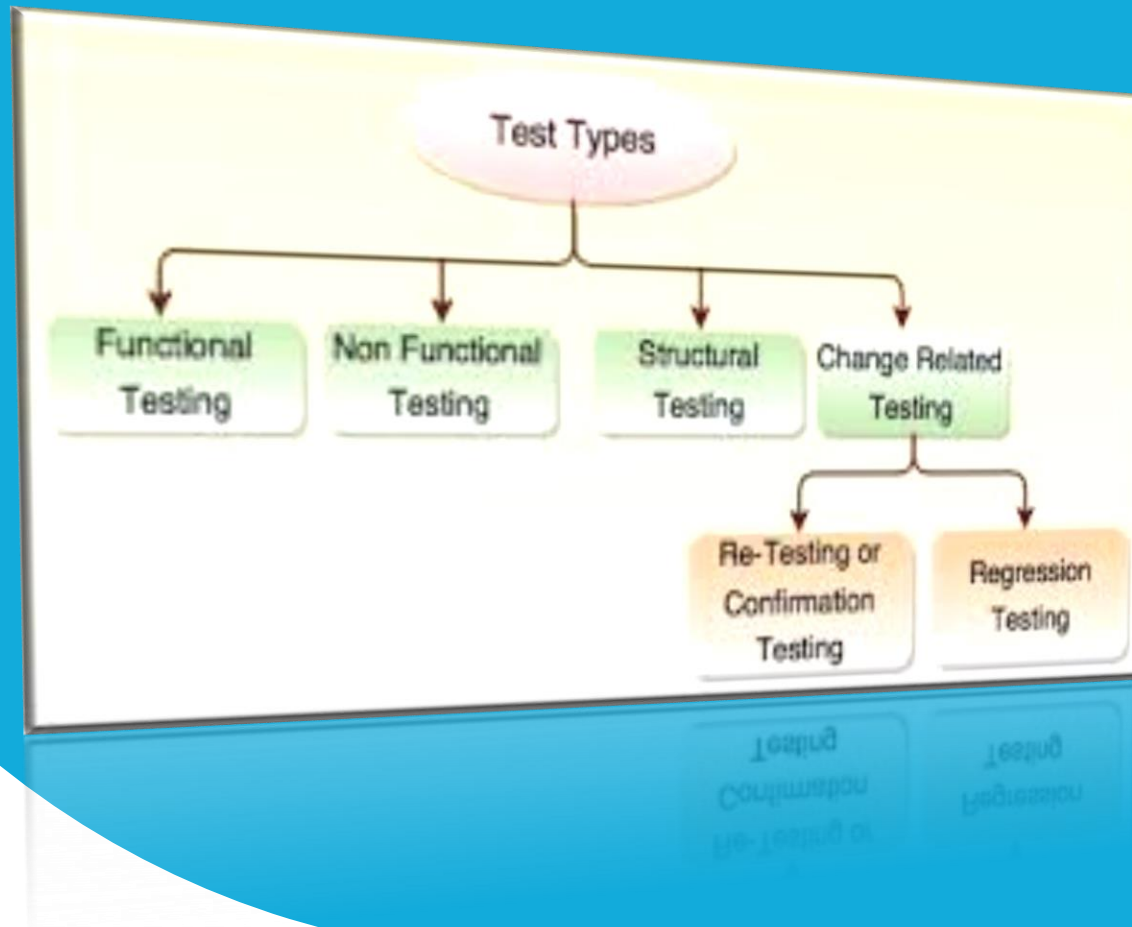 Test Types
Functional
Testing
Non Functional
Testing
Structural
Testing
Change Related
Testing
Re-Testing or
Confirmation
Testing
Regression
Testing